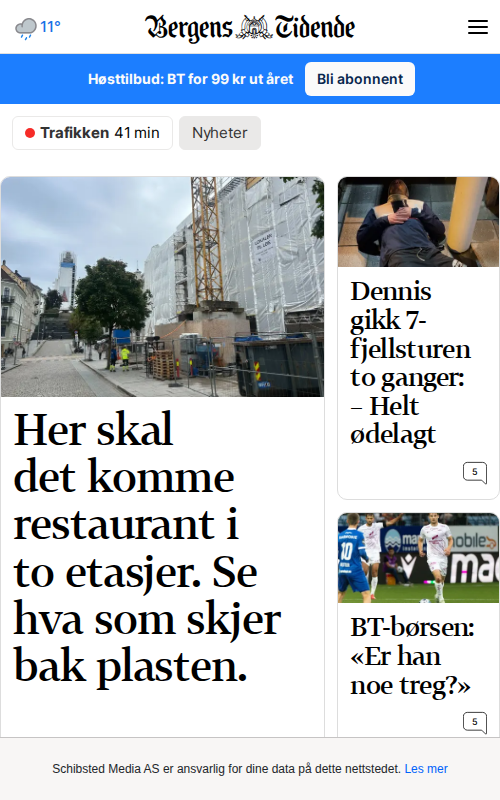 11°
Bergens Tidende
Høsttilbud: BT for 99 kr ut året
Bli abonnent
Trafikken 41 min
Nyheter
Her skal
det komme
restaurant i
to etasjer. Se
hva som skjer
bak plasten.
Dennis
gikk 7-
fjellsturen
to ganger:
– Helt
ødelagt
5
10
mobile
mac
BT-børsen:
«Er han
noe treg?»
5
Schibsted Media AS er ansvarlig for dine data på dette nettstedet. Les mer